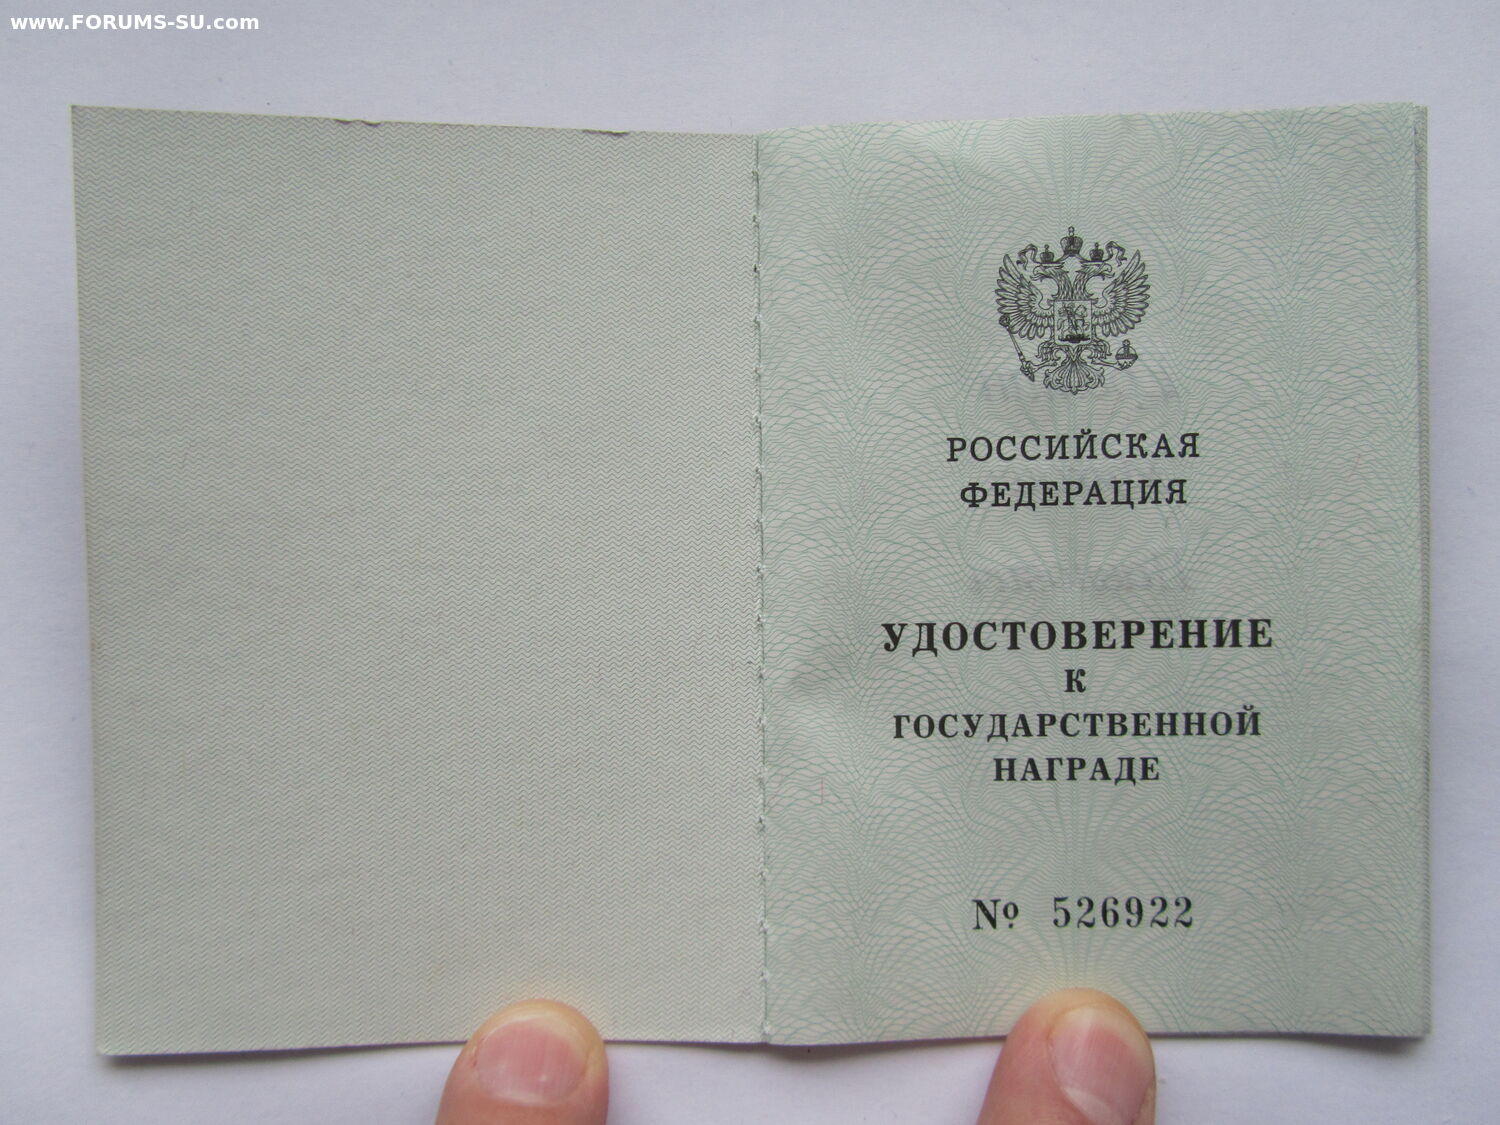 www.FORUMS-SU.com
РОССИЙСКАЯ
ФЕДЕРАЦИЯ
УДОСТОВЕРЕНИЕ
К
ГОСУДАРСТВЕННОЙ
НАГРАДЕ
№ 526922